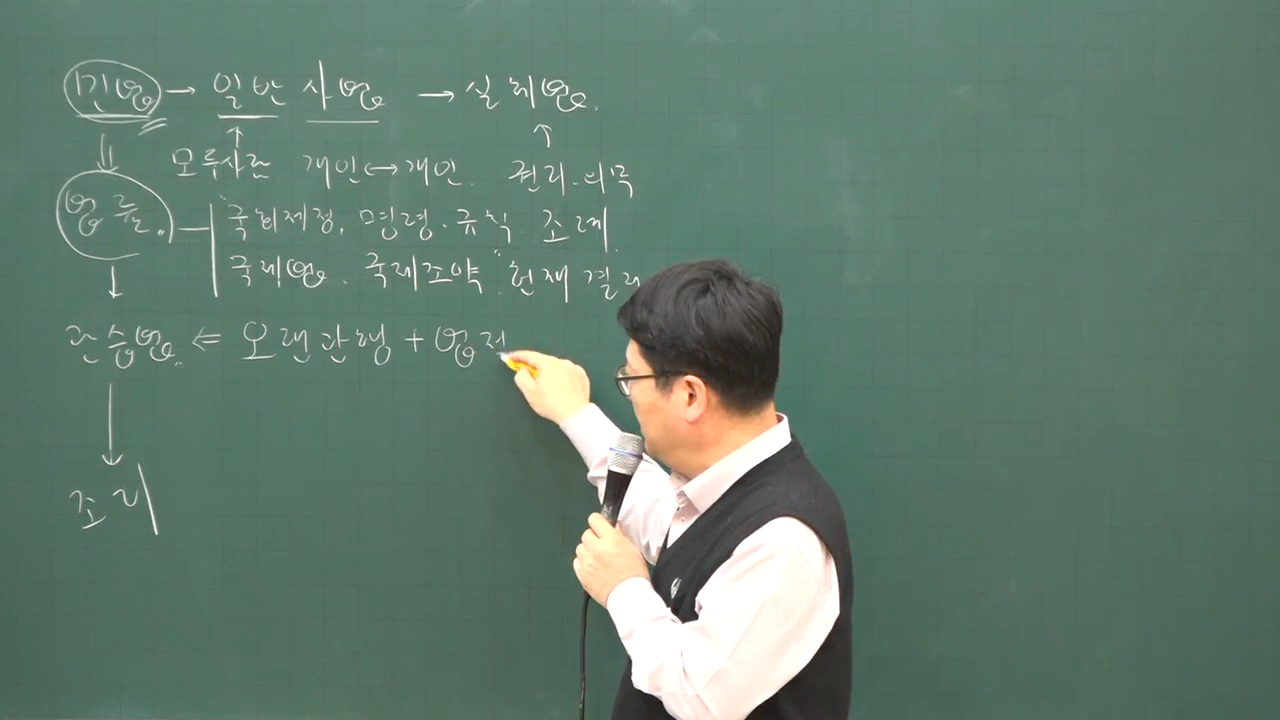 민법 → 일반 사법 → 실체법.
모두사람 개인↔개인. 권리.의무
법률. "국회제정. 명령.규칙. 조례.
국제법. 국제조약" 헌재 결
관습법. ⇐ 오랜관행 + 법적
조리